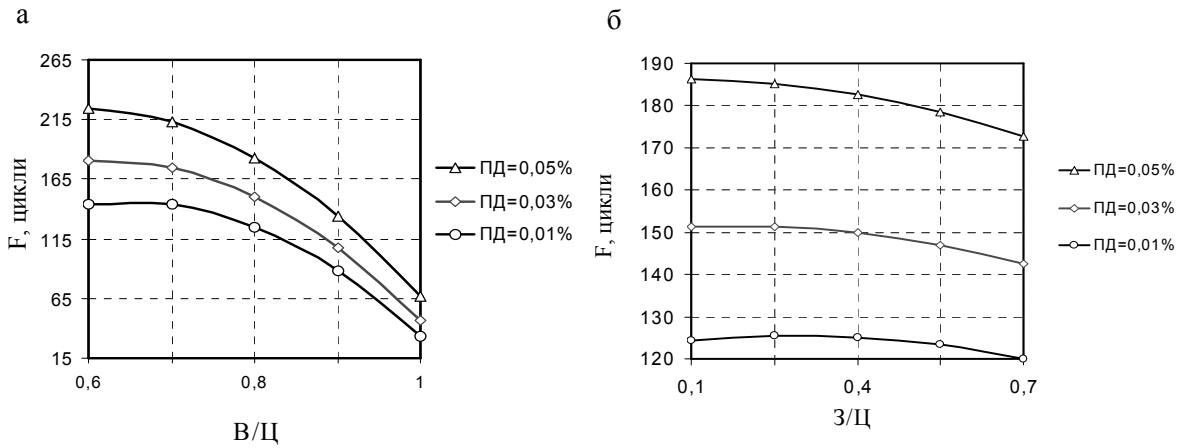 а
265
215
165
115
65
15
F, цикли
0,6
0,8
1
В/Ц
ПД=0,05%
ПД=0,03%
ПД=0,01%
б
190
180
170
160
150
140
130
120
F, цикли
0,1
0,4
0,7
З/Ц
ПД=0,05%
ПД=0,03%
ПД=0,01%